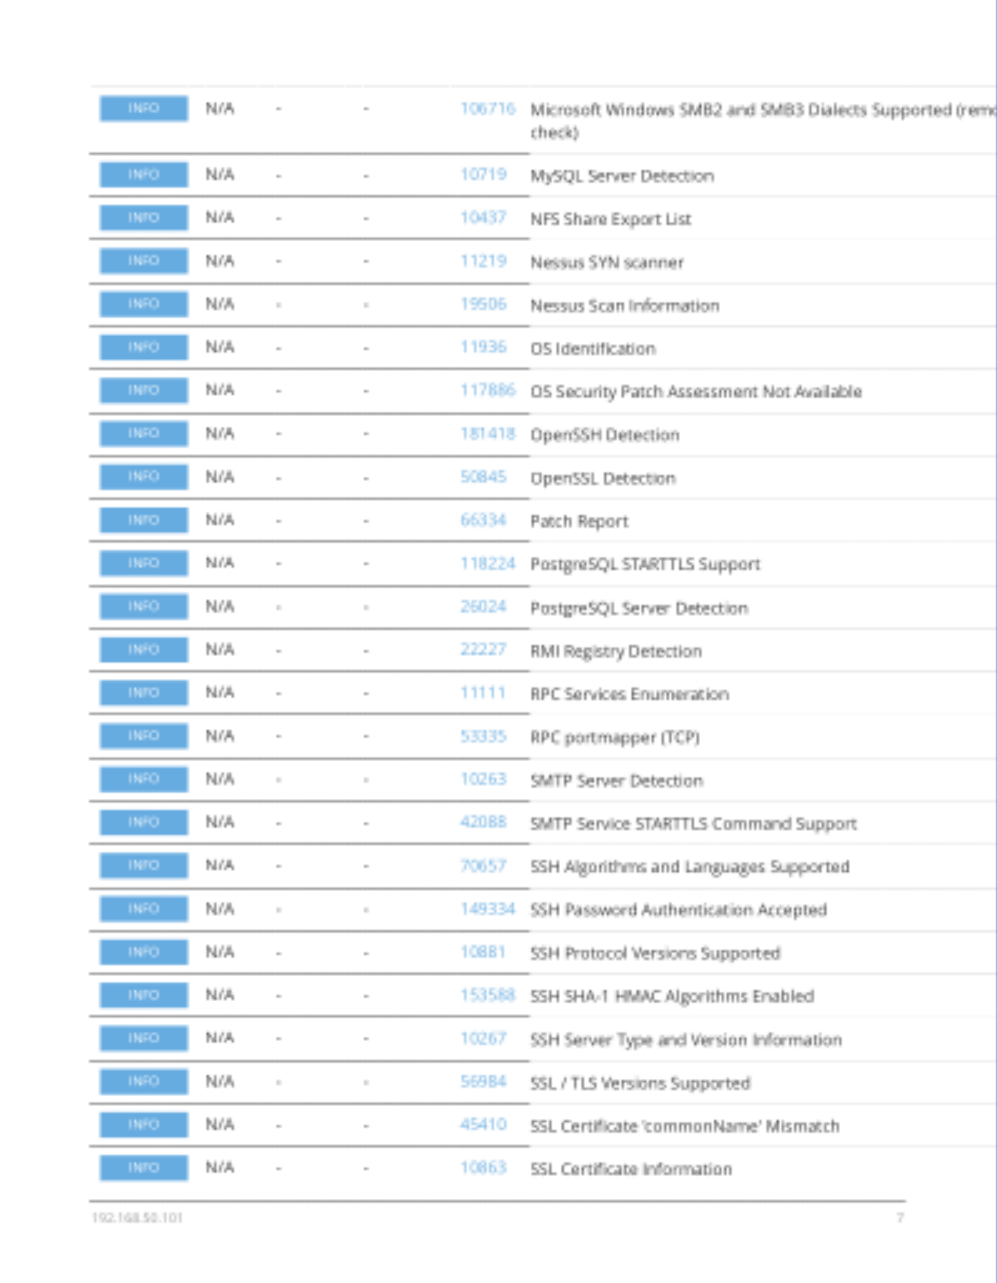 INFO N/A - - 106716 Microsoft Windows SMB2 and SMB3 Dialects Supported (remo
check)
INFO N/A - - 10719 MySQL Server Detection
INFO N/A - - 10437 NFS Share Export List
INFO N/A - - 11219 Nessus SYN scanner
INFO N/A - - 19506 Nessus Scan Information
INFO N/A - - 11936 OS Identification
INFO N/A - - 117886 OS Security Patch Assessment Not Available
INFO N/A - - 181418 OpenSSH Detection
INFO N/A - - 50845 OpenSSL Detection
INFO N/A - - 66334 Patch Report
INFO N/A - - 118224 PostgreSQL STARTTLS Support
INFO N/A - - 26024 PostgreSQL Server Detection
INFO N/A - - 22227 RMI Registry Detection
INFO N/A - - 11111 RPC Services Enumeration
INFO N/A - - 53335 RPC portmapper (TCP)
INFO N/A - - 10263 SMTP Server Detection
INFO N/A - - 42088 SMTP Service STARTTLS Command Support
INFO N/A - - 70657 SSH Algorithms and Languages Supported
INFO N/A - - 149334 SSH Password Authentication Accepted
INFO N/A - - 10881 SSH Protocol Versions Supported
INFO N/A - - 153588 SSH SHA-1 HMAC Algorithms Enabled
INFO N/A - - 10267 SSH Server Type and Version Information
INFO N/A - - 56984 SSL / TLS Versions Supported
INFO N/A - - 45410 SSL Certificate 'commonName' Mismatch
INFO N/A - - 10863 SSL Certificate Information
192.168.50.101 7